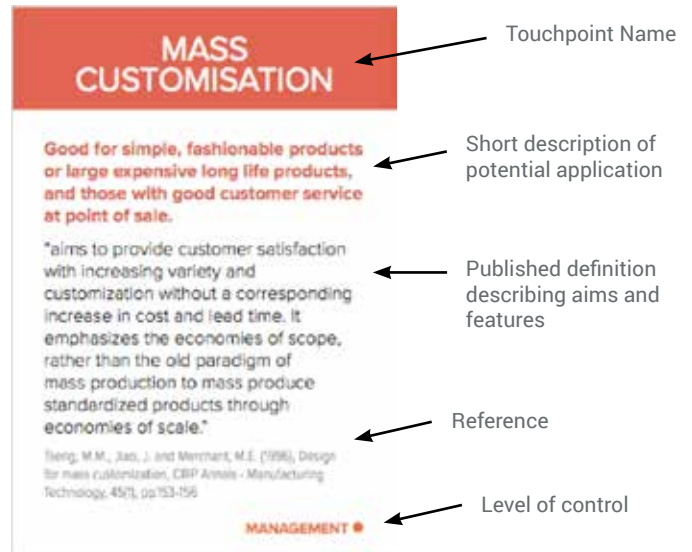 MASS
CUSTOMISATION
Good for simple, fashionable products
or large expensive long life products,
and those with good customer service
at point of sale.
"aims to provide customer satisfaction
with increasing variety and
customization without a corresponding
increase in cost and lead time. It
emphasizes the economies of scope,
rather than the old paradigm of
mass production to mass produce
standardized products through
economies of scale."
Tseng, M.M., Jiao, J. and Merchant, M.E. (1996), Design
for mass customization, CIRP Annals - Manufacturing
Technology, 45(1), pp.153-156
MANAGEMENT
Touchpoint Name
Short description of
potential application
Published definition
describing aims and
features
Reference
Level of control